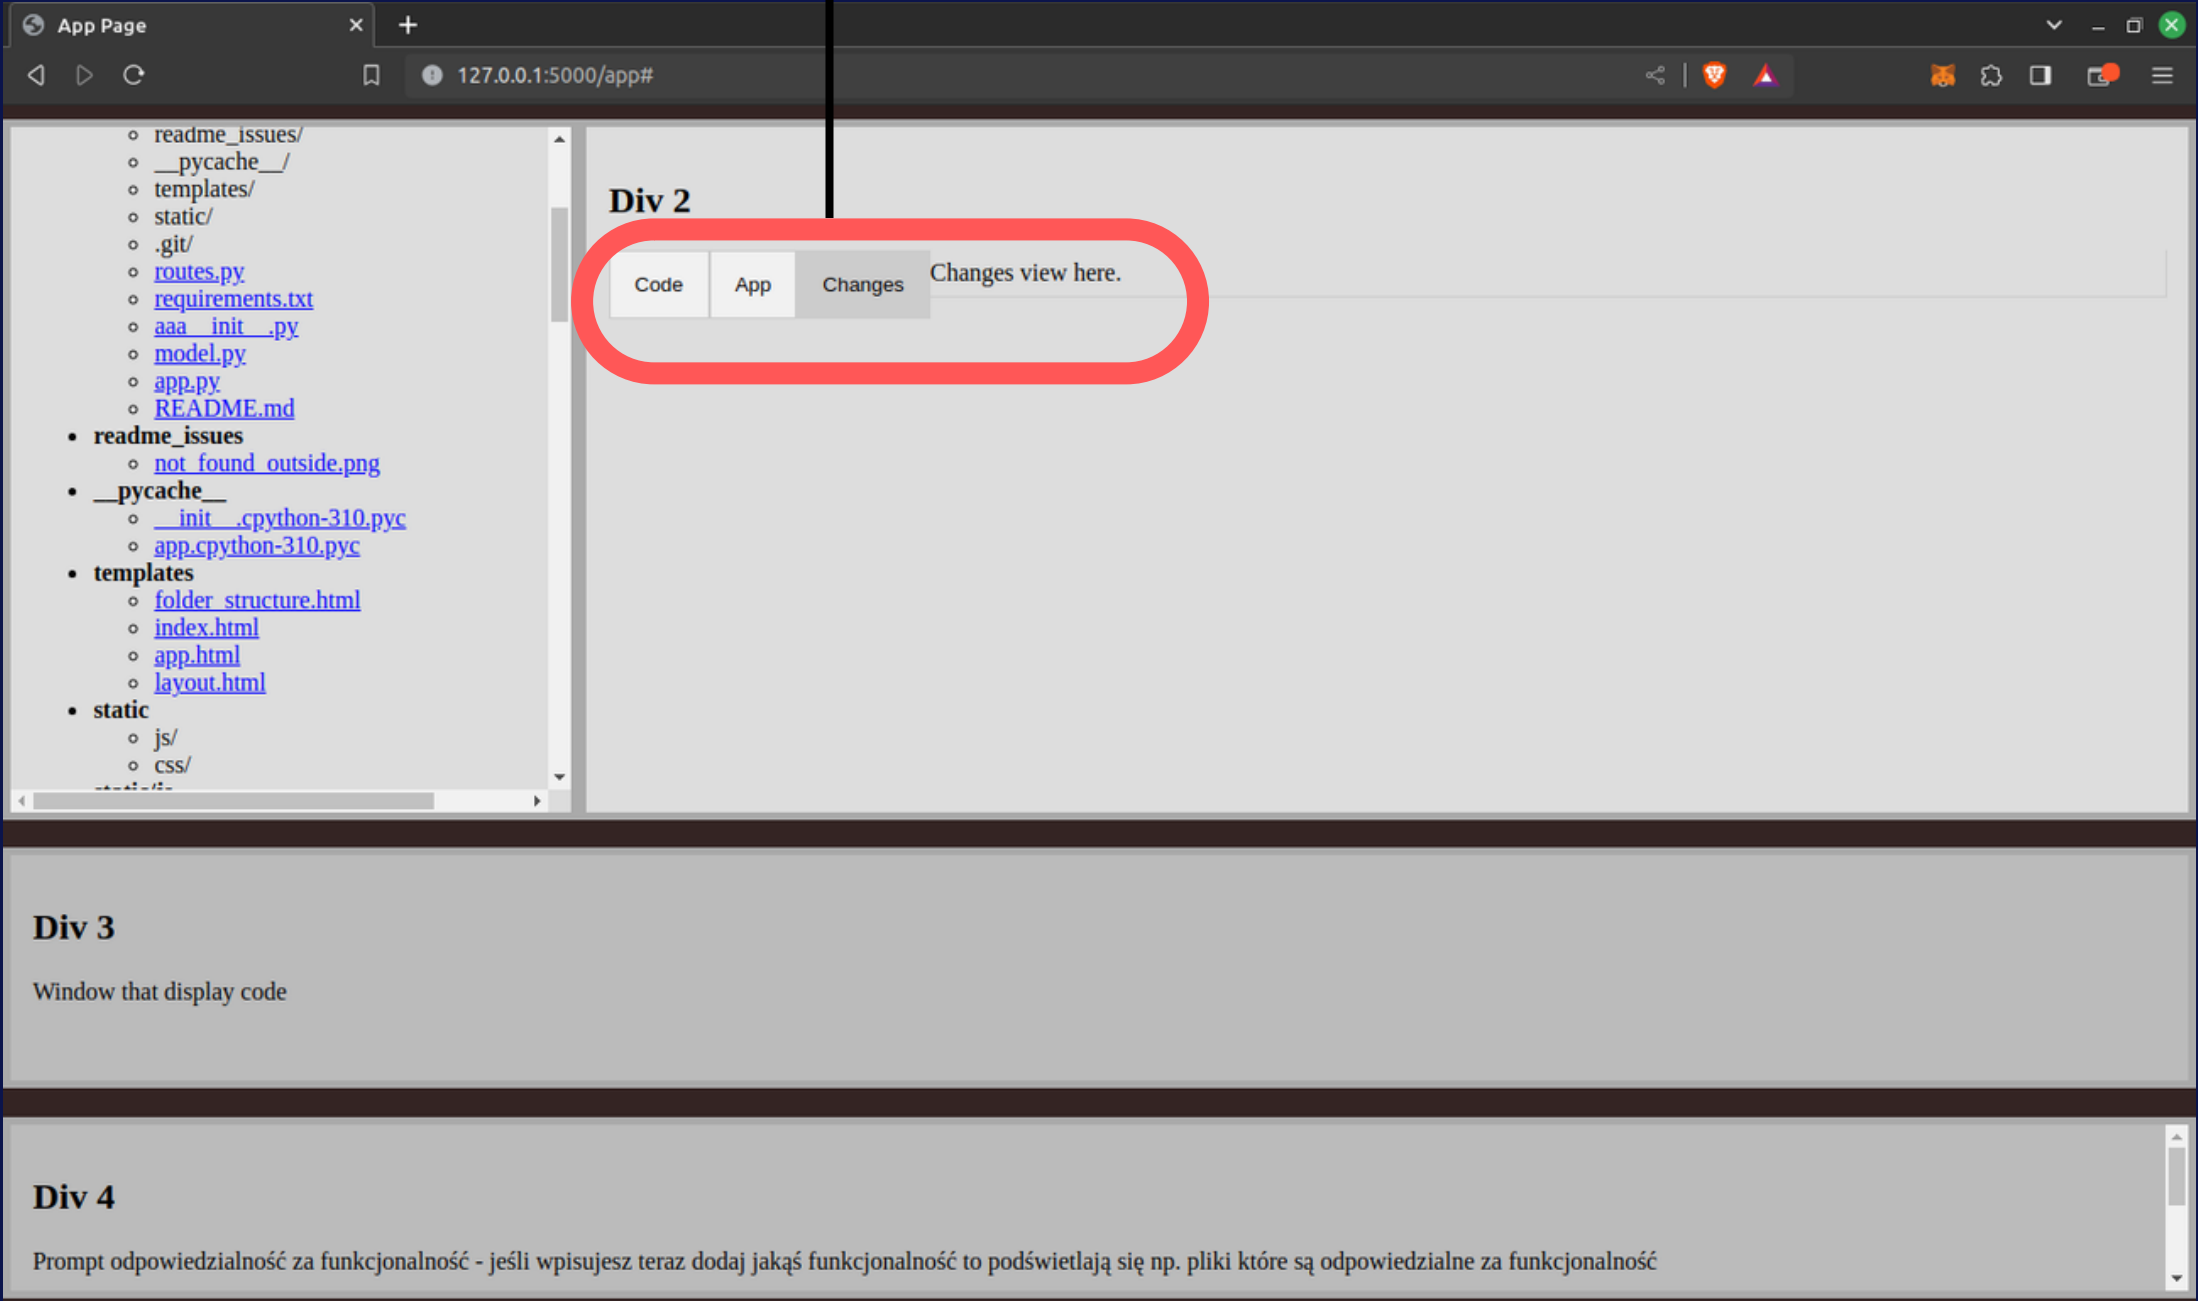 App Page
127.0.0.1:5000/app#
readme_issues/
__pycache__/
templates/
static/
.git/
routes.py
requirements.txt
aaa__init__.py
model.py
app.py
README.md
readme_issues
not_found_outside.png
__pycache__
__init__.cpython-310.pyc
app.cpython-310.pyc
templates
folder_structure.html
index.html
app.html
layout.html
static
js/
css/
Div 2
Code App Changes Changes view here.
Div 3
Window that display code
Div 4
Prompt odpowiedzialność za funkcjonalność - jeśli wpisujesz teraz dodaj jakąś funkcjonalność to podświetlają się np. pliki które są odpowiedzialne za funkcjonalność